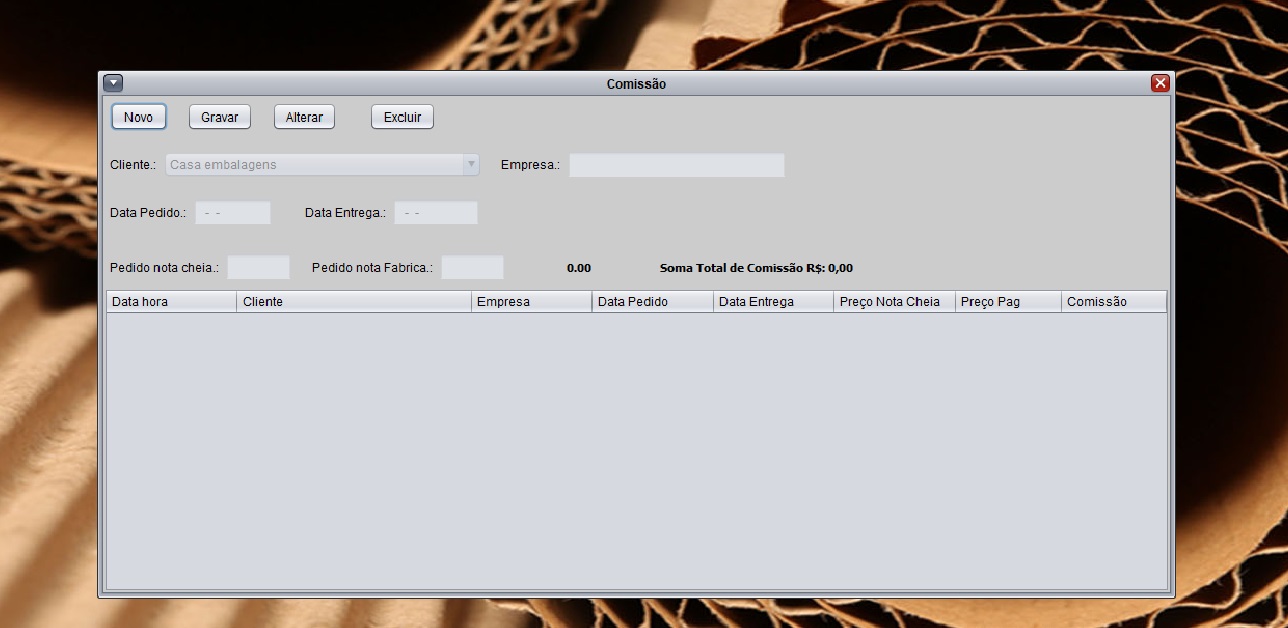 Comissão
Novo Gravar Alterar Excluir
Cliente.: Casa embalagens Empresa.:
Data Pedido.: - - Data Entrega.: - -
Pedido nota cheia.: Pedido nota Fabrica.: 0.00 Soma Total de Comissão R$: 0,00
Data hora Cliente Empresa Data Pedido Data Entrega Preço Nota Cheia Preço Pag Comissão